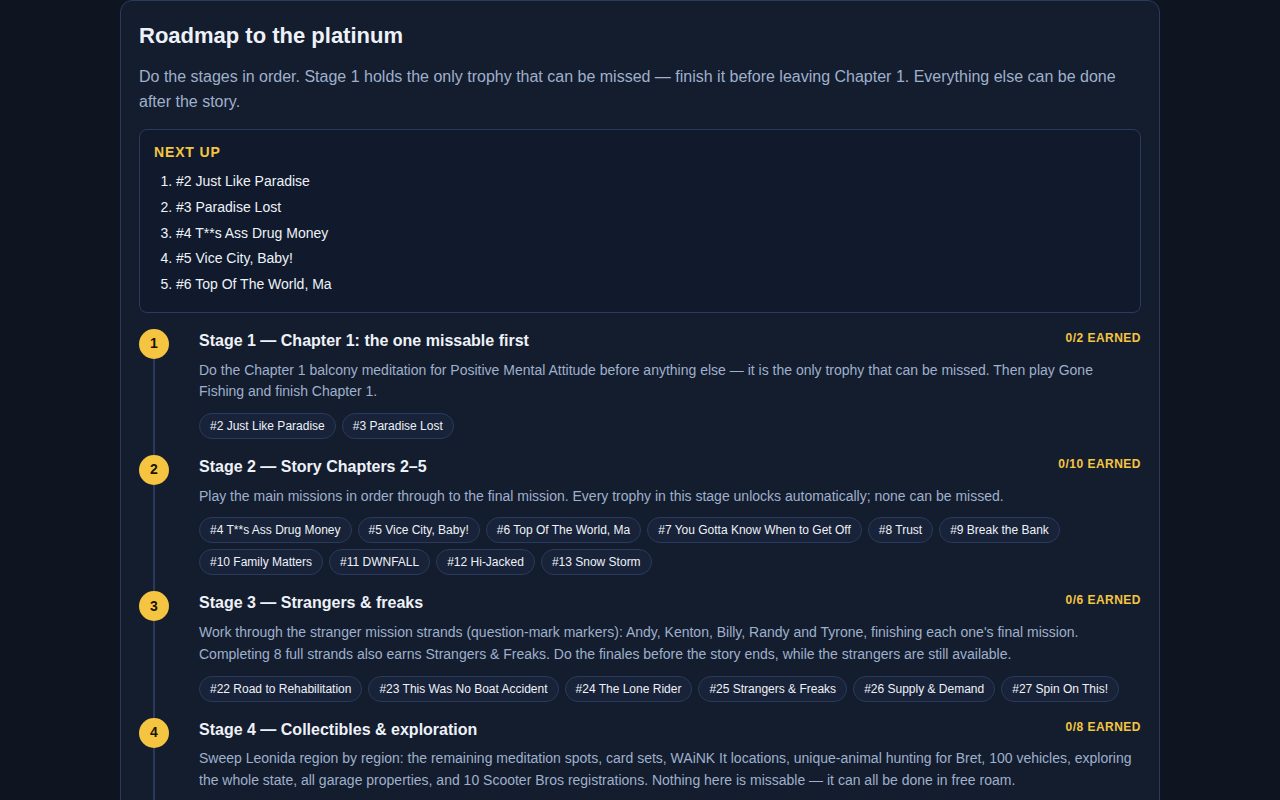 Roadmap to the platinum
Do the stages in order. Stage 1 holds the only trophy that can be missed — finish it before leaving Chapter 1. Everything else can be done
after the story.
NEXT UP
1. #2 Just Like Paradise
2. #3 Paradise Lost
3. #4 T**s Ass Drug Money
4. #5 Vice City, Baby!
5. #6 Top Of The World, Ma
1 Stage 1 — Chapter 1: the one missable first 0/2 EARNED
Do the Chapter 1 balcony meditation for Positive Mental Attitude before anything else — it is the only trophy that can be missed. Then play Gone
Fishing and finish Chapter 1.
#2 Just Like Paradise #3 Paradise Lost
2 Stage 2 — Story Chapters 2–5 0/10 EARNED
Play the main missions in order through to the final mission. Every trophy in this stage unlocks automatically; none can be missed.
#4 T**s Ass Drug Money #5 Vice City, Baby! #6 Top Of The World, Ma #7 You Gotta Know When to Get Off #8 Trust #9 Break the Bank
#10 Family Matters #11 DWNFALL #12 Hi-Jacked #13 Snow Storm
3 Stage 3 — Strangers & freaks 0/6 EARNED
Work through the stranger mission strands (question-mark markers): Andy, Kenton, Billy, Randy and Tyrone, finishing each one's final mission.
Completing 8 full strands also earns Strangers & Freaks. Do the finales before the story ends, while the strangers are still available.
#22 Road to Rehabilitation #23 This Was No Boat Accident #24 The Lone Rider #25 Strangers & Freaks #26 Supply & Demand #27 Spin On This!
4 Stage 4 — Collectibles & exploration 0/8 EARNED
Sweep Leonida region by region: the remaining meditation spots, card sets, WAiNK It locations, unique-animal hunting for Bret, 100 vehicles, exploring
the whole state, all garage properties, and 10 Scooter Bros registrations. Nothing here is missable — it can all be done in free roam.